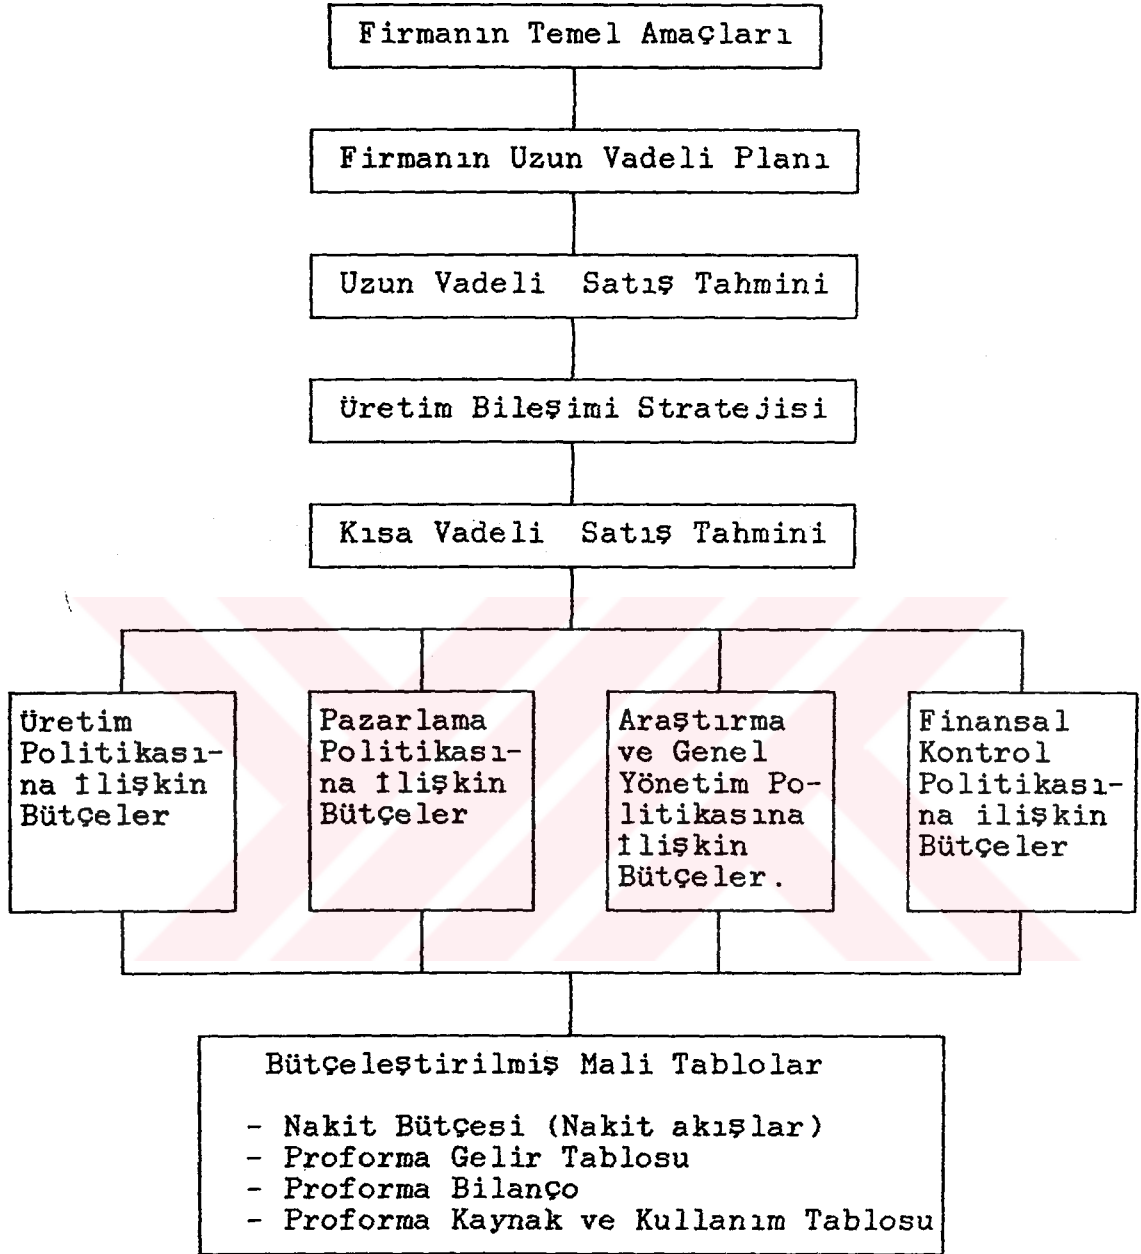 Firmanın Temel Amaçları
Firmanın Uzun Vadeli Planı
Uzun Vadeli Satış Tahmini
Üretim Bileşimi Stratejisi
Kısa Vadeli Satış Tahmini
Üretim
Politikası-
na İlişkin
Bütçeler
Pazarlama
Politikası-
na İlişkin
Bütçeler
Araştırma
ve Genel
Yönetim Po-
litikasına
İlişkin
Bütçeler.
Finansal
Kontrol
Politikası-
na ilişkin
Bütçeler
Bütçeleştirilmiş Mali Tablolar
- Nakit Bütçesi (Nakit akışlar)
- Proforma Gelir Tablosu
- Proforma Bilanço
- Proforma Kaynak ve Kullanım Tablosu